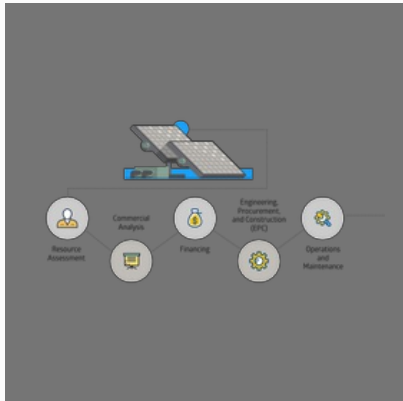 Resource
Assessment
Commercial
Analysis
Financing
Engineering,
Procurement,
and Construction
(EPC)
Operations
and
Maintenance